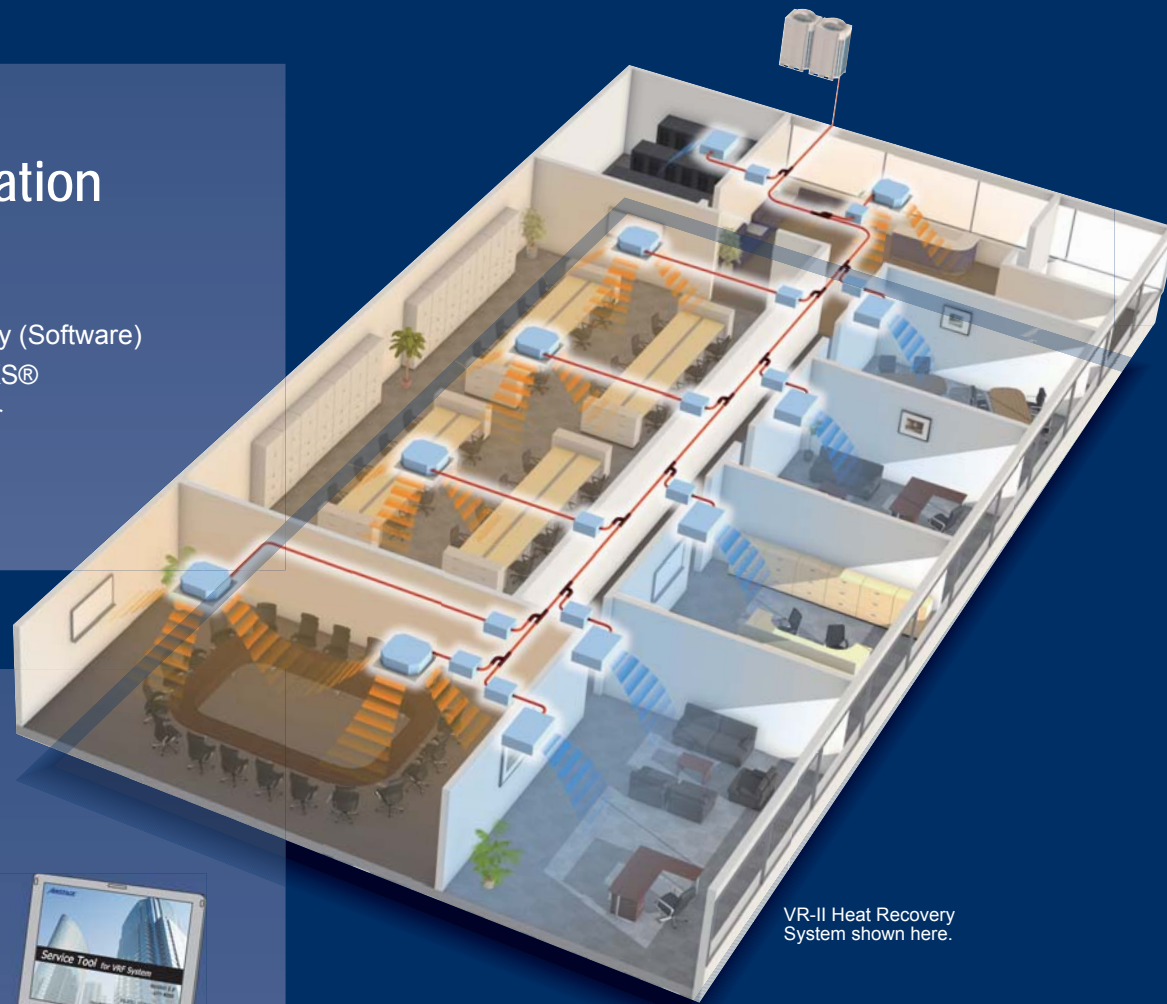 ation
y (Software)
S®
VR-II Heat Recovery
System shown here.
Service Tool for VRF System